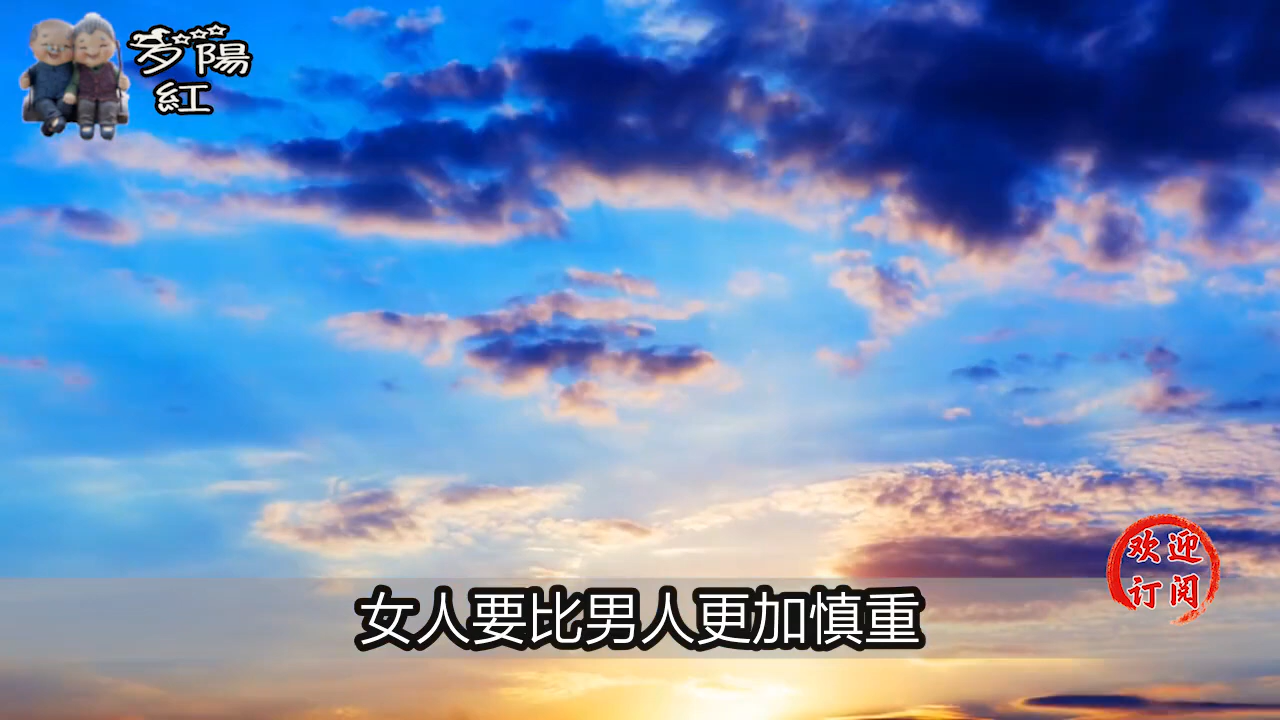 夕陽
紅
欢迎
订阅
女人要比男人更加慎重